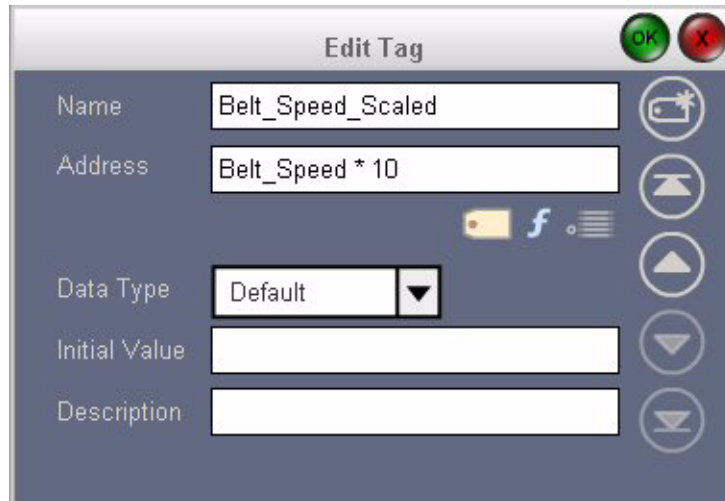 Edit Tag
OK
X
Name
Belt_Speed_Scaled
Address
Belt_Speed * 10
f
Data Type
Default
Initial Value
Description